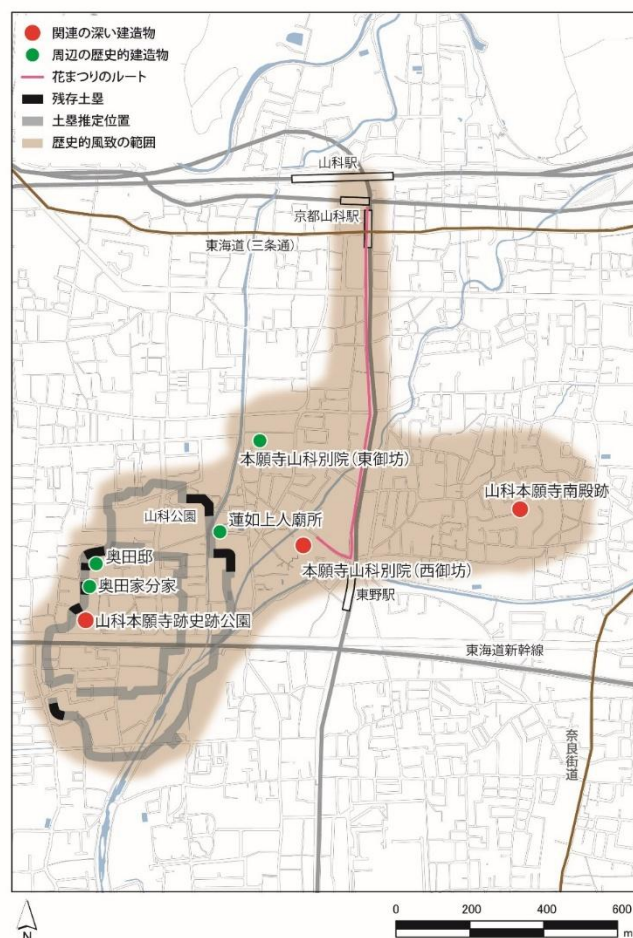 関連の深い建造物
周辺の歴史的建造物
花まつりのルート
残存土塁
土塁推定位置
歴史的風致の範囲
山科駅
京都山科駅
東海道(三条通)
本願寺山科別院(東御坊)
山科本願寺南殿跡
山科公園
蓮如上人廟所
奥田邸
本願寺山科別院(西御坊)
奥田家分家
東野駅
山科本願寺跡史跡公園
東海道新幹線
奈良街道
N
0 200 400 600
m